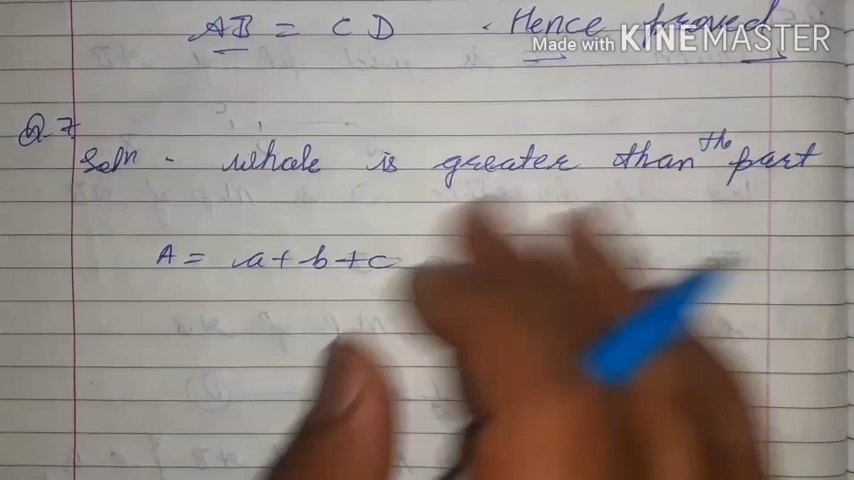 AB = CD . Hence proved
Made with KINEMASTER
Q.7
Soln . whole is greater than the part
A = a + b + c